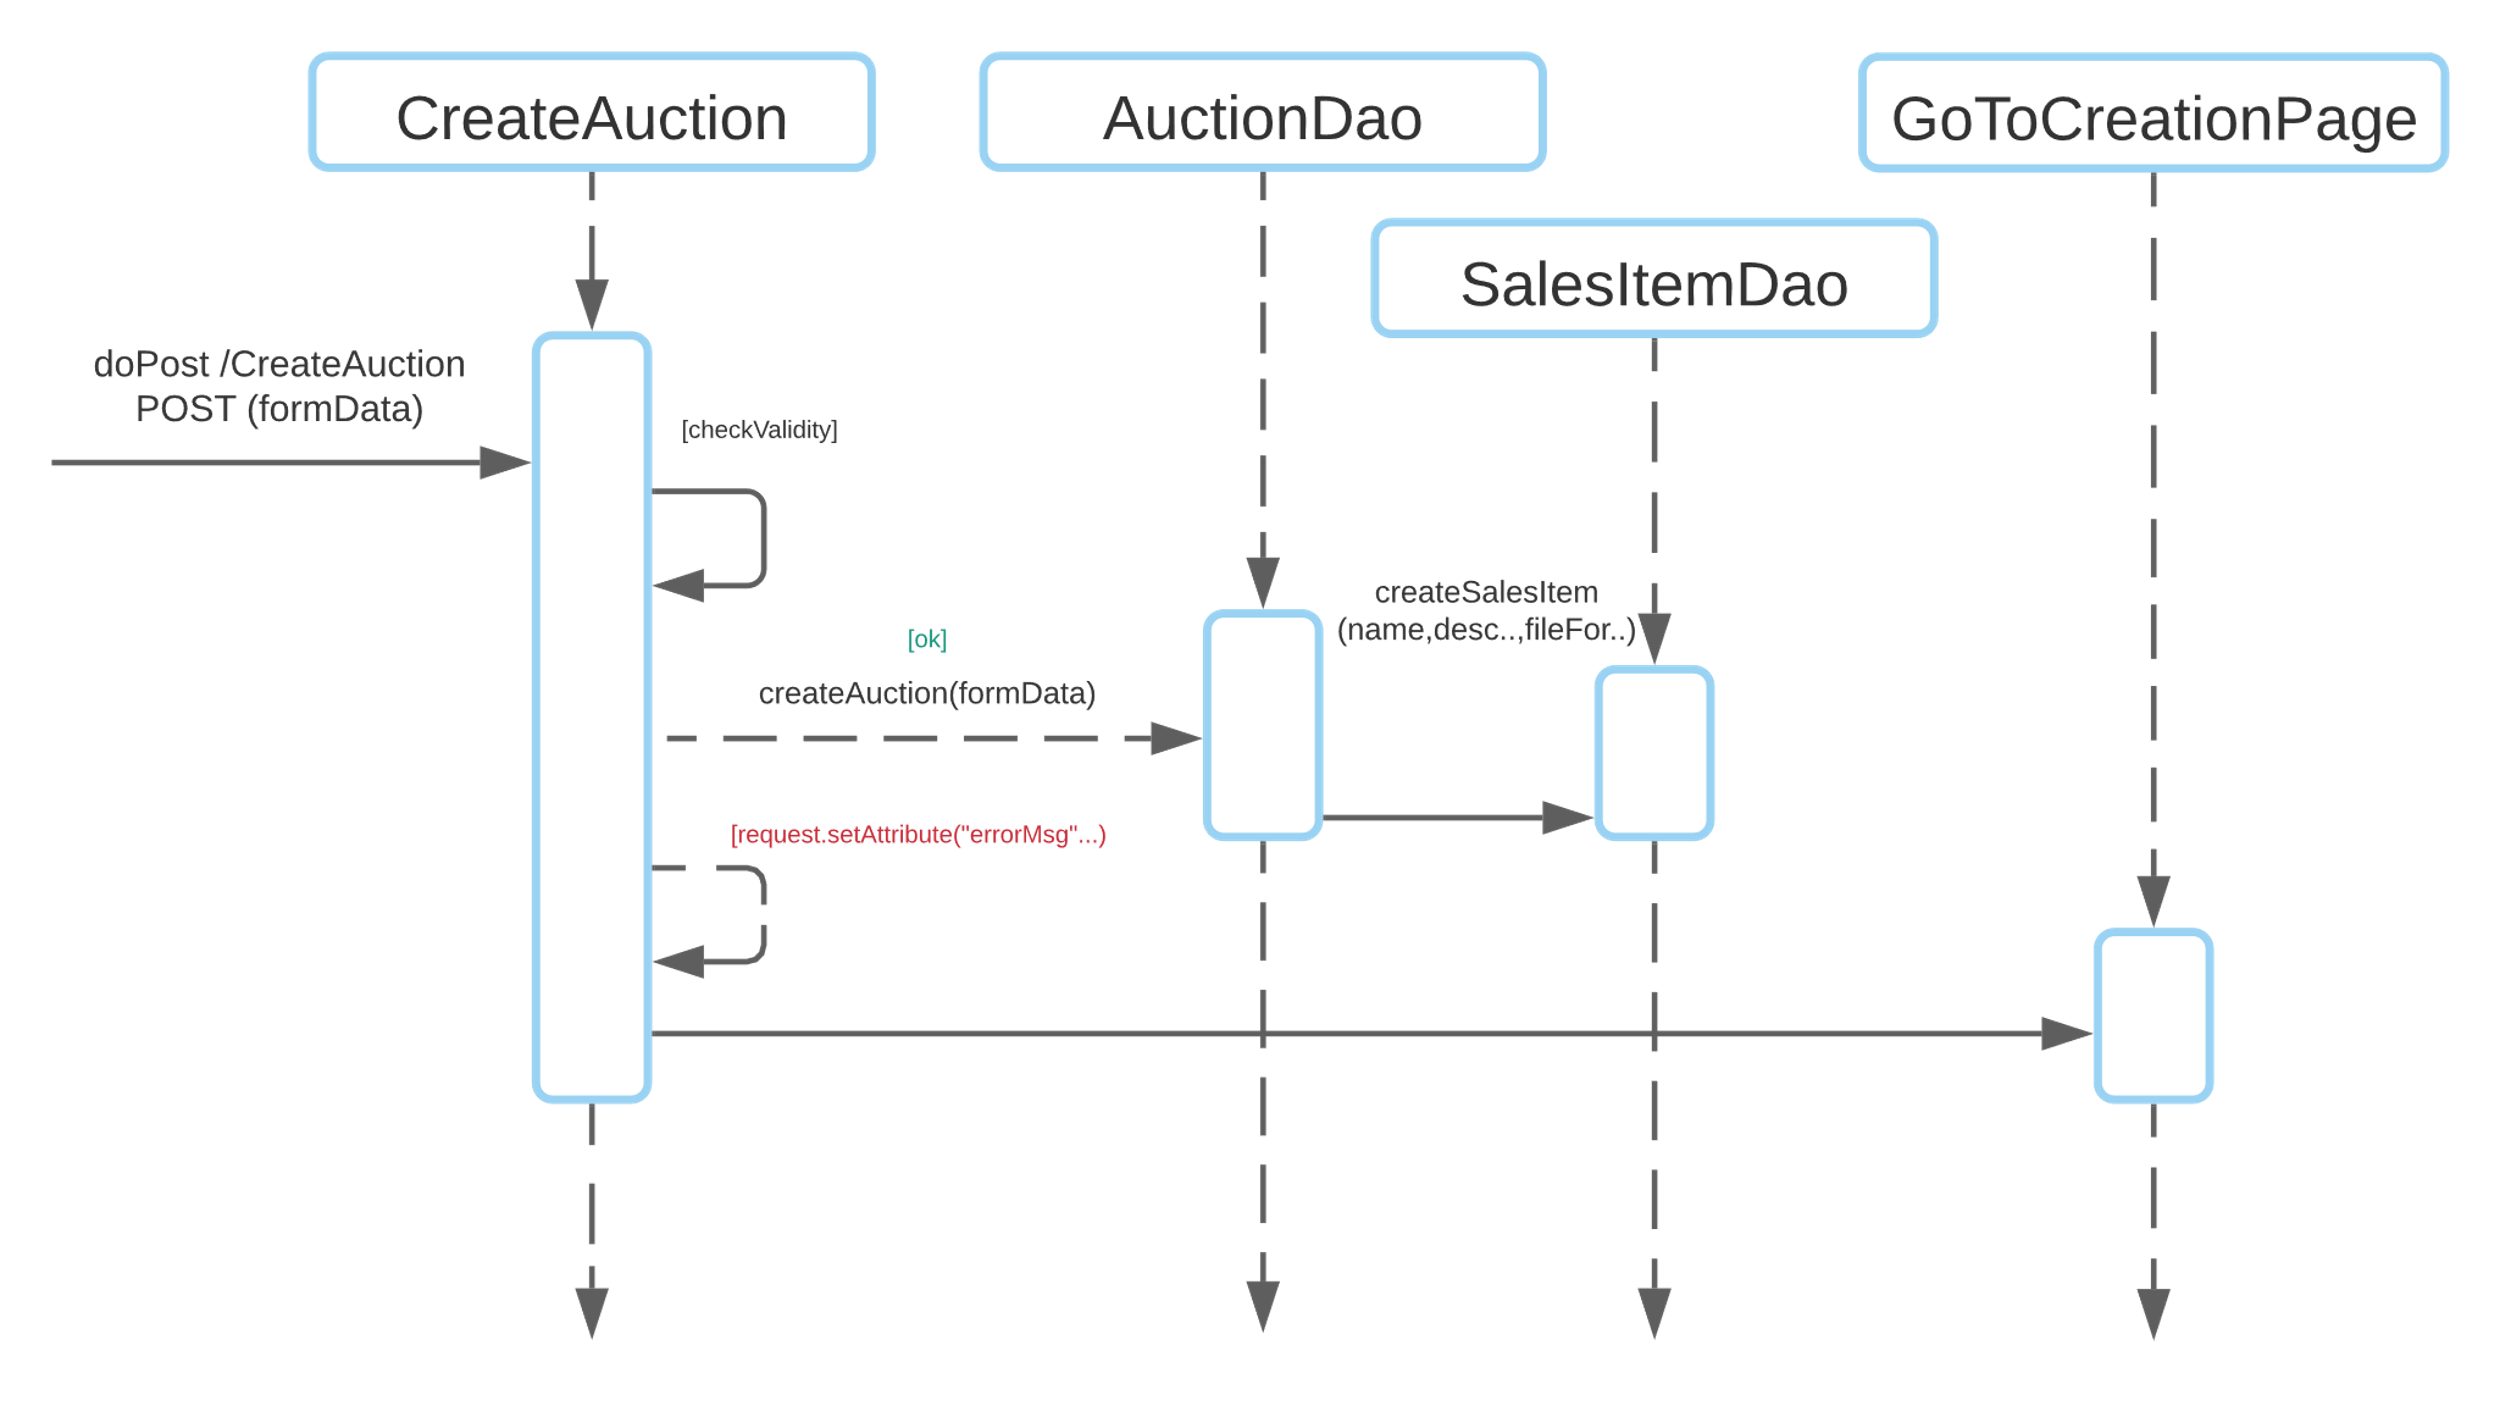 CreateAuction
AuctionDao
GoToCreationPage
SalesItemDao
doPost /CreateAuction
POST (formData)
[checkValidity]
createSalesItem
(name,desc..,fileFor..)
[ok]
createAuction(formData)
[request.setAttribute("errorMsg"...)